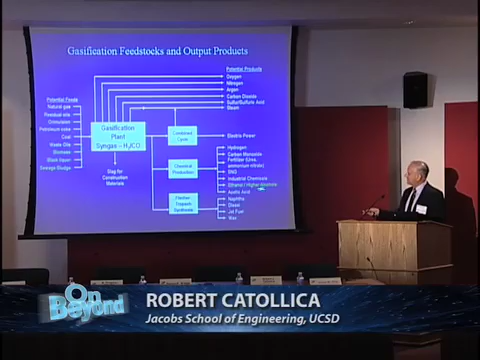 Gasification Feedstocks and Output Products
Potential Products
Oxygen
Nitrogen
Argon
Carbon Dioxide
Sulfur/Sulfuric Acid
Steam
Potential Feeds
Natural gas
Residual oils
Orimulsion
Petroleum coke
Coal
Waste Oils
Biomass
Black liquor
Sewage Sludge
Gasification
Plant
Syngas – H₂/CO
Slag for
Construction
Materials
Combined
Cycle
Electric Power
Chemical
Production
Hydrogen
Carbon Monoxide
Fertilizer (Urea,
ammonium nitrate)
SNG
Industrial Chemicals
Ethanol / Higher Alcohols
Acetic Acid
Fischer-
Tropsch
Synthesis
Naphtha
Diesel
Jet Fuel
Wax
On
Beyond
ROBERT CATOLLICA
Jacobs School of Engineering, UCSD